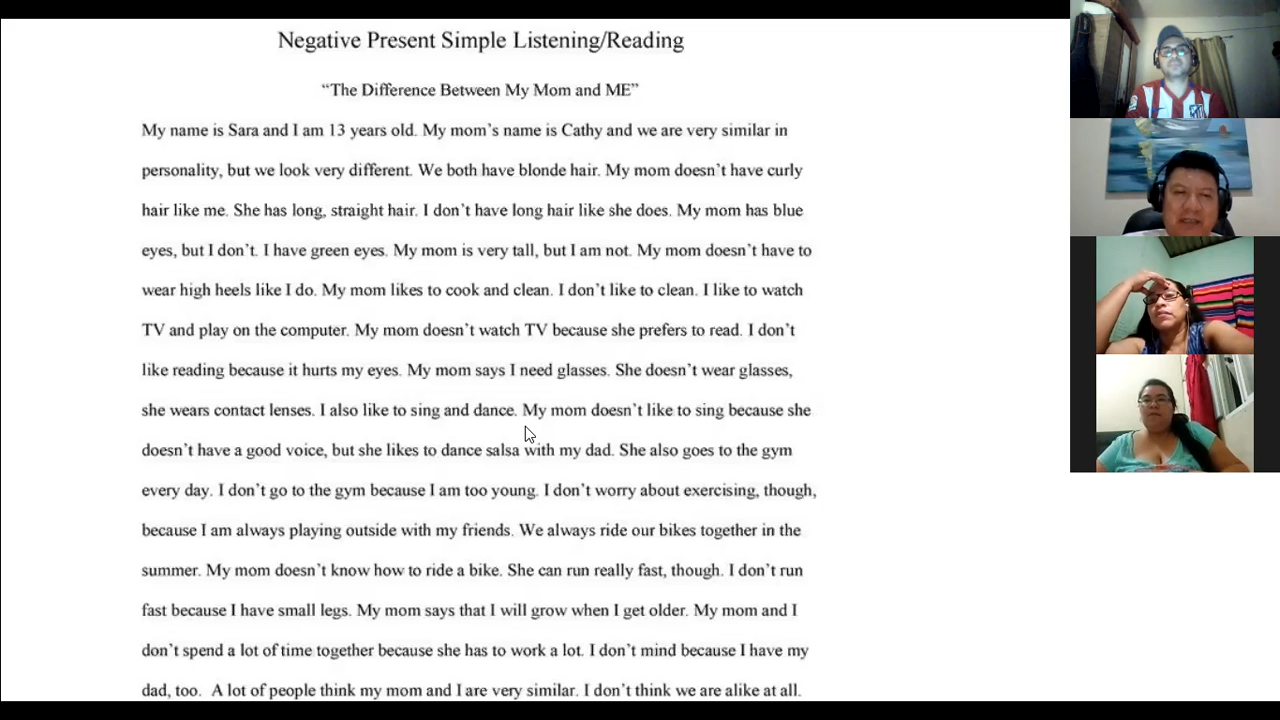 Negative Present Simple Listening/Reading
“The Difference Between My Mom and ME”
My name is Sara and I am 13 years old. My mom’s name is Cathy and we are very similar in
personality, but we look very different. We both have blonde hair. My mom doesn’t have curly
hair like me. She has long, straight hair. I don’t have long hair like she does. My mom has blue
eyes, but I don’t. I have green eyes. My mom is very tall, but I am not. My mom doesn’t have to
wear high heels like I do. My mom likes to cook and clean. I don’t like to clean. I like to watch
TV and play on the computer. My mom doesn’t watch TV because she prefers to read. I don’t
like reading because it hurts my eyes. My mom says I need glasses. She doesn’t wear glasses,
she wears contact lenses. I also like to sing and dance. My mom doesn’t like to sing because she
doesn’t have a good voice, but she likes to dance salsa with my dad. She also goes to the gym
every day. I don’t go to the gym because I am too young. I don’t worry about exercising, though,
because I am always playing outside with my friends. We always ride our bikes together in the
summer. My mom doesn’t know how to ride a bike. She can run really fast, though. I don’t run
fast because I have small legs. My mom says that I will grow when I get older. My mom and I
don’t spend a lot of time together because she has to work a lot. I don’t mind because I have my
dad, too. A lot of people think my mom and I are very similar. I don’t think we are alike at all.